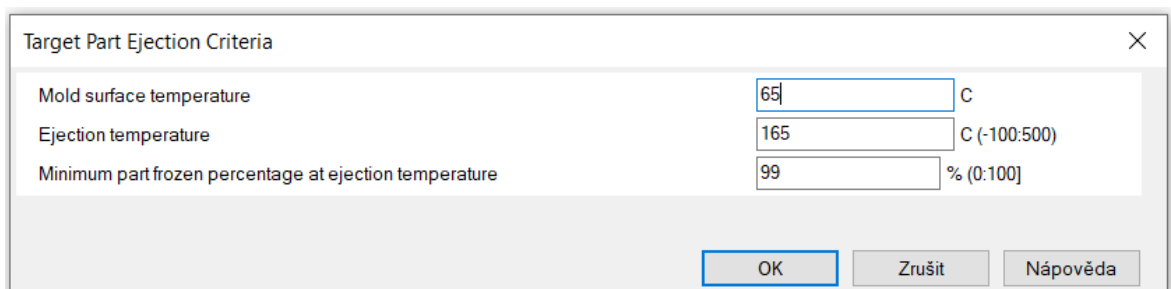 Target Part Ejection Criteria
Mold surface temperature 65 C
Ejection temperature 165 C (-100:500)
Minimum part frozen percentage at ejection temperature 99 % (0:100]
OK Zrušit Nápověda